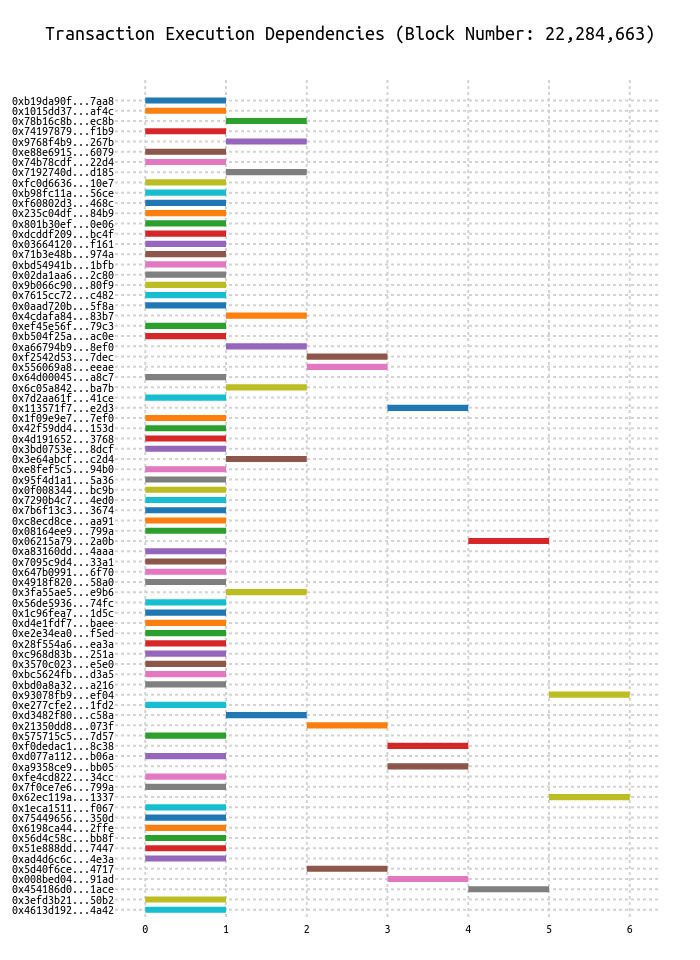 Transaction Execution Dependencies (Block Number: 22,284,663)
0xb19da90f...7aa8
0x1015dd37...af4c
0x78b16c8b...ec8b
0x74197879...f1b9
0x9768f4b9...267b
0xe88e6915...6079
0x74b78cdf...22d4
0x7192740d...d185
0xfc0d6636...10e7
0xb98fc11a...56ce
0xf60802d3...468c
0x235c04df...84b9
0x801b30ef...0e06
0xdcddf209...bc4f
0x03664120...f161
0x71b3e48b...974a
0xbd54941b...1bfb
0x02da1aa6...2c80
0x9b066c90...80f9
0x7615cc72...c482
0x0aad720b...5f8a
0x4cdafa84...83b7
0xef45e56f...79c3
0xb504f25a...ac0e
0xa66794b9...8ef0
0xf2542d53...7dec
0x556069a8...eeae
0x64d00045...a8c7
0x6c05a842...ba7b
0x7d2aa61f...41ce
0x113571f7...e2d3
0x1f09e9e7...7ef0
0x42f59dd4...153d
0x4d191652...3768
0x3bd0753e...8dcf
0x3e64abcf...c2d4
0xe8fef5c5...94b0
0x95f4d1a1...5a36
0x0f008344...bc9b
0x7290b4c7...4ed0
0x7b6f13c3...3674
0xc8ecd8ce...aa91
0x08164ee9...799a
0x06215a79...2a0b
0xa83160dd...4aaa
0x7095c9d4...33a1
0x647b0991...6f70
0x4918f820...58a0
0x3fa55ae5...e9b6
0x56de5936...74fc
0x1c96fea7...1d5c
0xd4e1fdf7...baee
0xe2e34ea0...f5ed
0x28f554a6...ea3a
0xc968d83b...251a
0x3570c023...e5e0
0xbc5624fb...d3a5
0xbd0a8a32...a216
0x93078fb9...ef04
0xe277cfe2...1fd2
0xd3482f80...c58a
0x21350dd8...073f
0x575715c5...7d57
0xf0dedac1...8c38
0xd077a112...b06a
0xa9358ce9...bb05
0xfe4cd822...34cc
0x7f0ce7e6...799a
0x62ec119a...1337
0x1eca1511...f067
0x75449656...350d
0x6198ca44...2ffe
0x56d4c58c...bb8f
0x51e888dd...7447
0xad4d6c6c...4e3a
0x5d40f6ce...4717
0x008bed04...91ad
0x454186d0...1ace
0x3efd3b21...50b2
0x4613d192...4a42
0 1 2 3 4 5 6